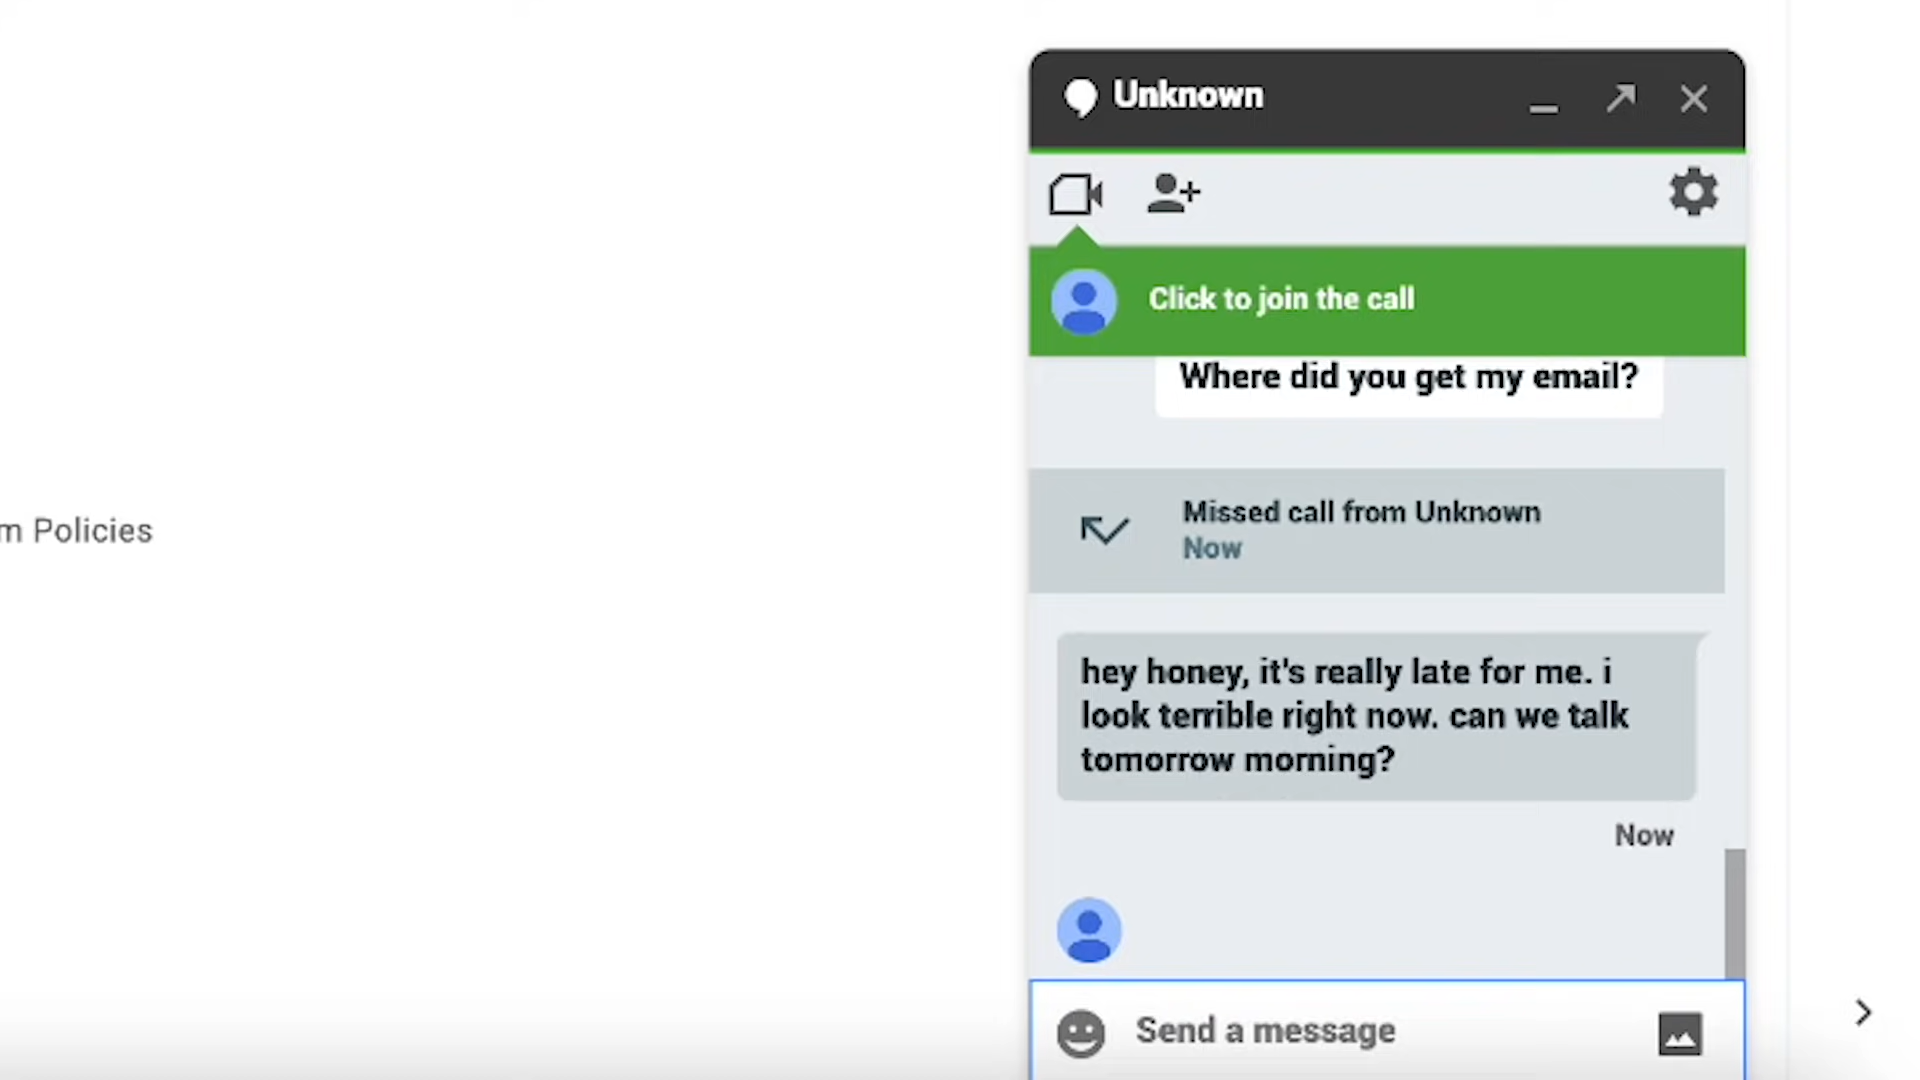 Unknown
Click to join the call
Where did you get my email?
m Policies
Missed call from Unknown
Now
hey honey, it's really late for me. i
look terrible right now. can we talk
tomorrow morning?
Now
Send a message